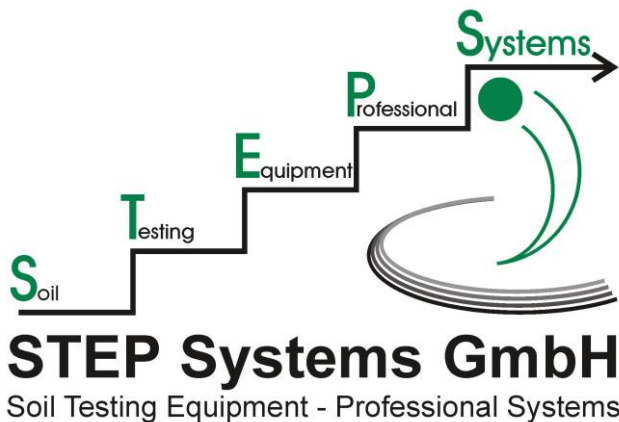 Soil
Testing
Equipment
Professional
Systems
STEP Systems GmbH
Soil Testing Equipment - Professional Systems